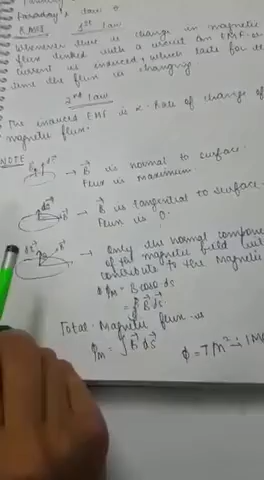 Faraday's law &
1st law
Whenever there is change in magnetic
flux linked with a circuit an EMF or
current is induced, which lasts for
time the flux is changing
2nd law
The induced EMF is α Rate of change of
magnetic flux.
NOTE
→ B is normal to surface.
Flux is maximum.
→ B is tangential to surface.
Flux is 0.
→ Only the normal component
of the magnetic field
contribute to the magnetic
φM = B cosθ ds
= ∫ B ds
Total Magnetic flux is
φM = ∫ B ds
φ = T m²